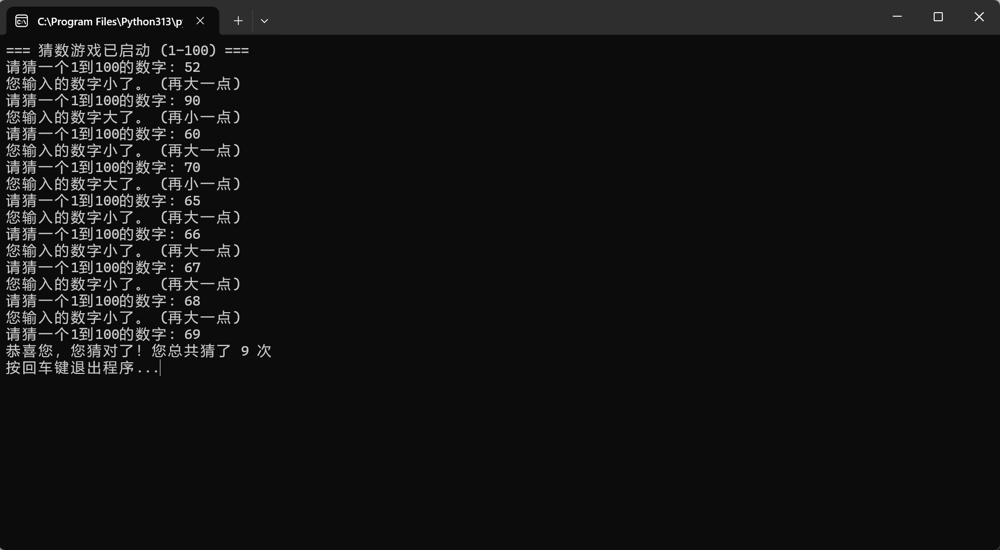 C:\Program Files\Python313\py
=== 猜数游戏已启动 (1-100) ===
请猜一个1到100的数字: 52
您输入的数字小了。 (再大一点)
请猜一个1到100的数字: 90
您输入的数字大了。 (再小一点)
请猜一个1到100的数字: 60
您输入的数字小了。 (再大一点)
请猜一个1到100的数字: 70
您输入的数字大了。 (再小一点)
请猜一个1到100的数字: 65
您输入的数字小了。 (再大一点)
请猜一个1到100的数字: 66
您输入的数字小了。 (再大一点)
请猜一个1到100的数字: 67
您输入的数字小了。 (再大一点)
请猜一个1到100的数字: 68
您输入的数字小了。 (再大一点)
请猜一个1到100的数字: 69
恭喜您, 您猜对了! 您总共猜了 9 次
按回车键退出程序...